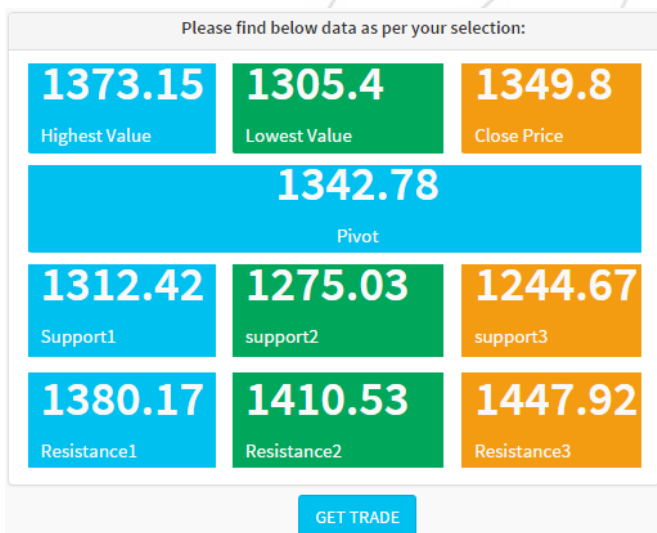 Please find below data as per your selection:
1373.15 1305.4 1349.8
Highest Value Lowest Value Close Price
1342.78
Pivot
1312.42 1275.03 1244.67
Support1 support2 support3
1380.17 1410.53 1447.92
Resistance1 Resistance2 Resistance3
GET TRADE